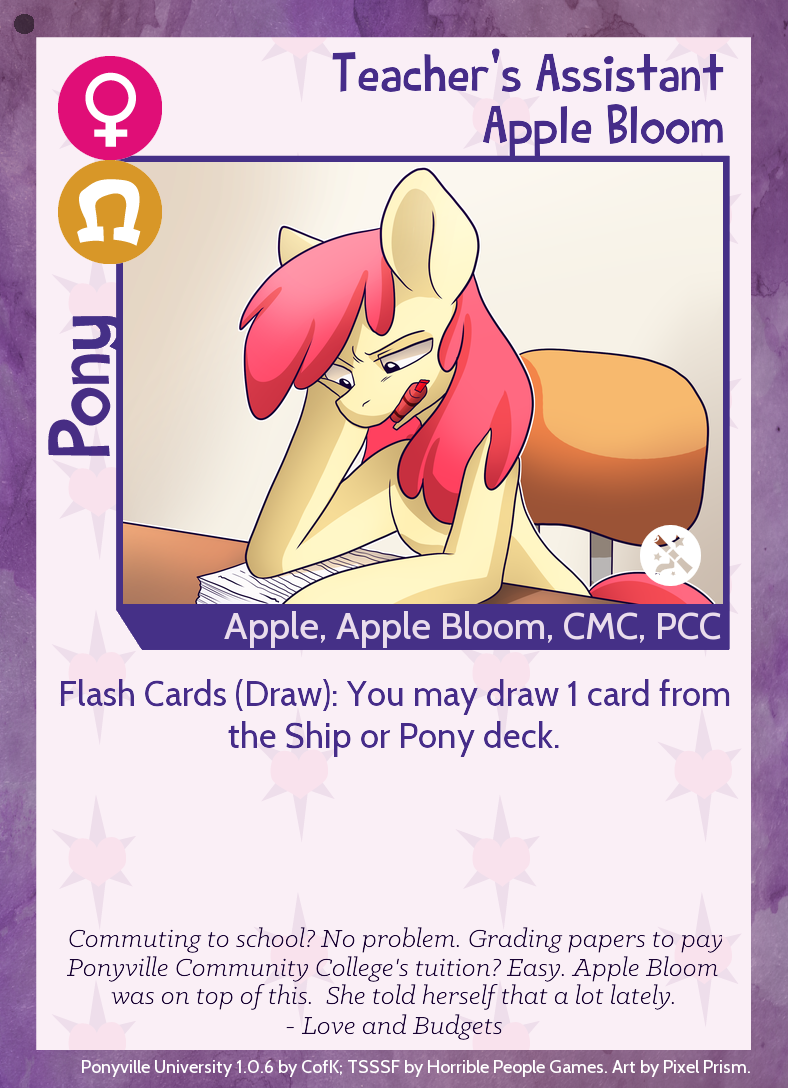 Teacher's Assistant
Apple Bloom
Pony
Apple, Apple Bloom, CMC, PCC
Flash Cards (Draw): You may draw 1 card from
the Ship or Pony deck.
Commuting to school? No problem. Grading papers to pay
Ponyville Community College's tuition? Easy. Apple Bloom
was on top of this.  She told herself that a lot lately.
- Love and Budgets
Ponyville University 1.0.6 by CofK; TSSSF by Horrible People Games. Art by Pixel Prism.